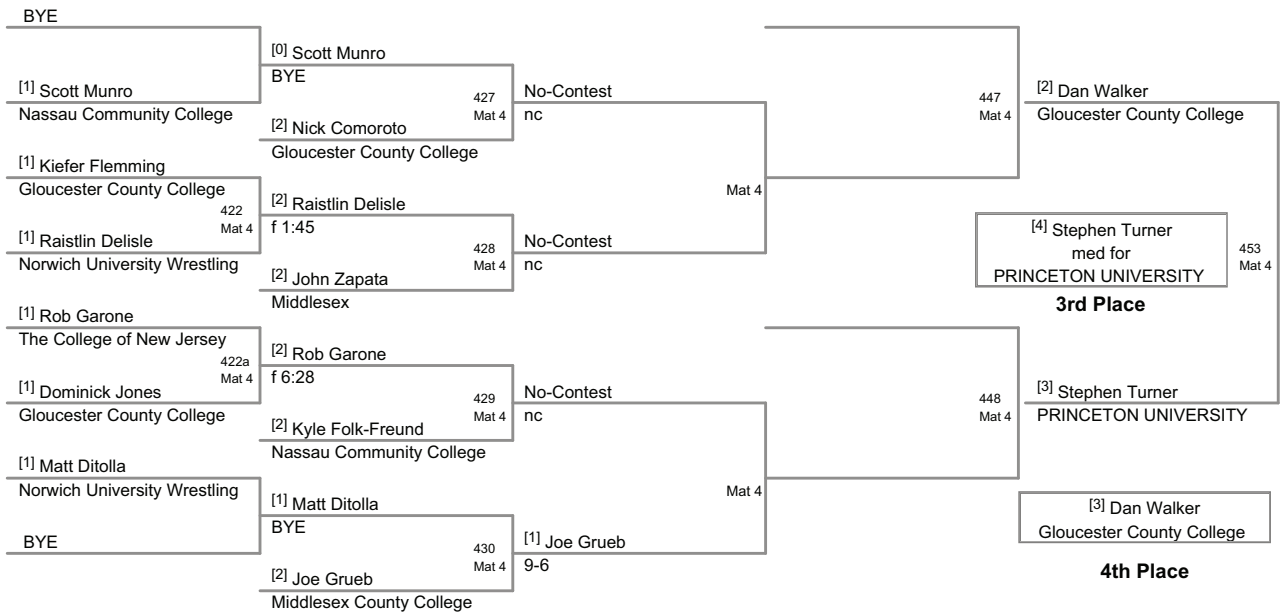 BYE
[1] Scott Munro
Nassau Community College
[1] Kiefer Flemming
Gloucester County College
422
Mat 4
[1] Raistlin Delisle
Norwich University Wrestling
[1] Rob Garone
The College of New Jersey
422a
Mat 4
[1] Dominick Jones
Gloucester County College
[1] Matt Ditolla
Norwich University Wrestling
BYE
[0] Scott Munro
BYE
427
Mat 4
[2] Nick Comoroto
Gloucester County College
[2] Raistlin Delisle
f 1:45
428
Mat 4
[2] John Zapata
Middlesex
[2] Rob Garone
f 6:28
429
Mat 4
[2] Kyle Folk-Freund
Nassau Community College
[1] Matt Ditolla
BYE
430
Mat 4
[2] Joe Grueb
Middlesex County College
No-Contest
nc
Mat 4
No-Contest
nc
No-Contest
nc
Mat 4
[1] Joe Grueb
9-6
447
Mat 4
448
Mat 4
[2] Dan Walker
Gloucester County College
[4] Stephen Turner
med for
PRINCETON UNIVERSITY
3rd Place
453
Mat 4
[3] Stephen Turner
PRINCETON UNIVERSITY
[3] Dan Walker
Gloucester County College
4th Place